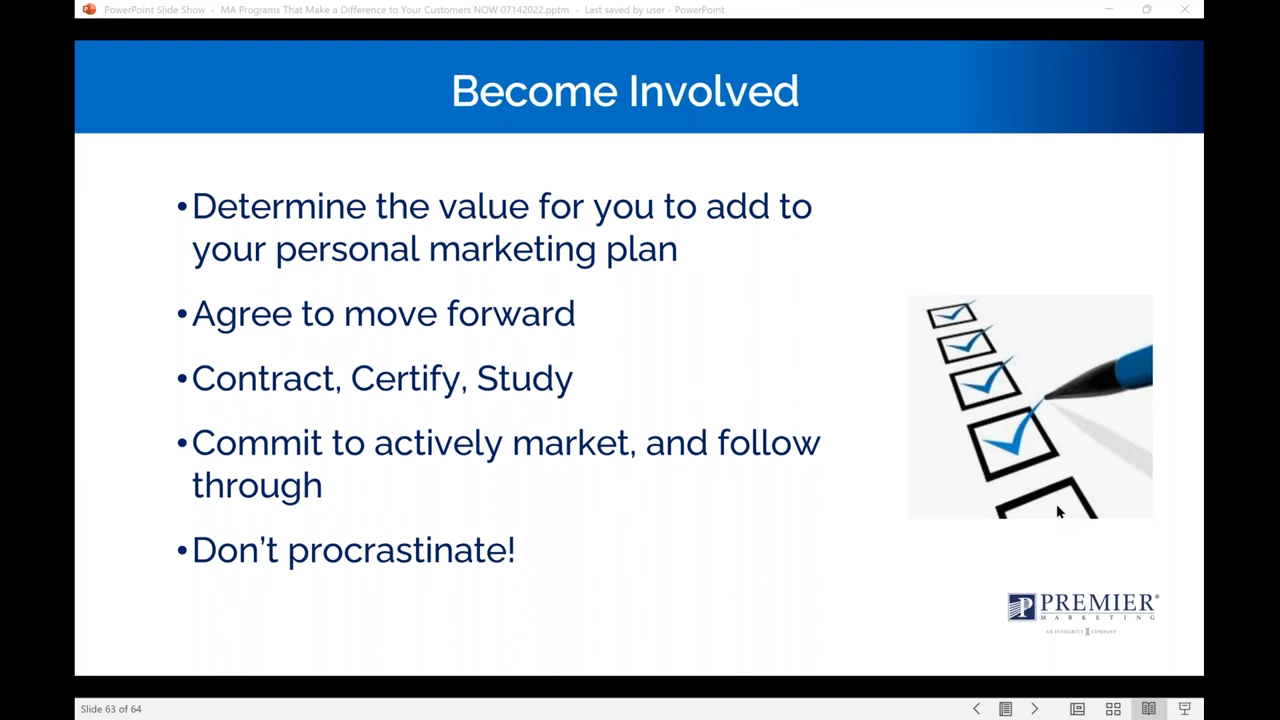 PowerPoint Slide Show - MA Programs That Make a Difference to Your Customers NOW 07142022.pptm - Last saved by user - PowerPoint
Become Involved
•Determine the value for you to add to
your personal marketing plan
•Agree to move forward
•Contract, Certify, Study
•Commit to actively market, and follow
through
•Don't procrastinate!
PREMIER®
MARKETING
AN INTEGRITY COMPANY
Slide 63 of 64